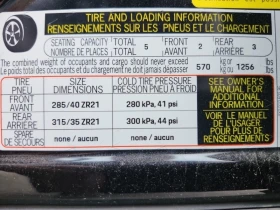 TIRE AND LOADING INFORMATION
RENSEIGNEMENTS SUR LES PNEUS ET LE CHARGEMENT
SEATING CAPACITY TOTAL 5 FRONT 2 REAR 3
NOMBRE DE PLACES TOTAL AVANT ARRIÈRE
The combined weight of occupants and cargo should never exceed 570 kg or 1256 lbs
Le poids total des occupants et du chargement ne doit jamais dépasser kg ou lbs
TIRE SIZE COLD TIRE PRESSURE SEE OWNER'S
PNEU DIMENSIONS PRESSION PNEU À FROID MANUAL FOR
FRONT AVANT 285/40 ZR21 280 kPa, 41 psi ADDITIONAL INFORMATION
REAR ARRIÈRE 315/35 ZR21 300 kPa, 44 psi VOIR LE MANUEL DE L'USAGER
SPARE DE SECOURS none / aucun none / aucun POUR PLUS DE RENSEIGNEMENTS